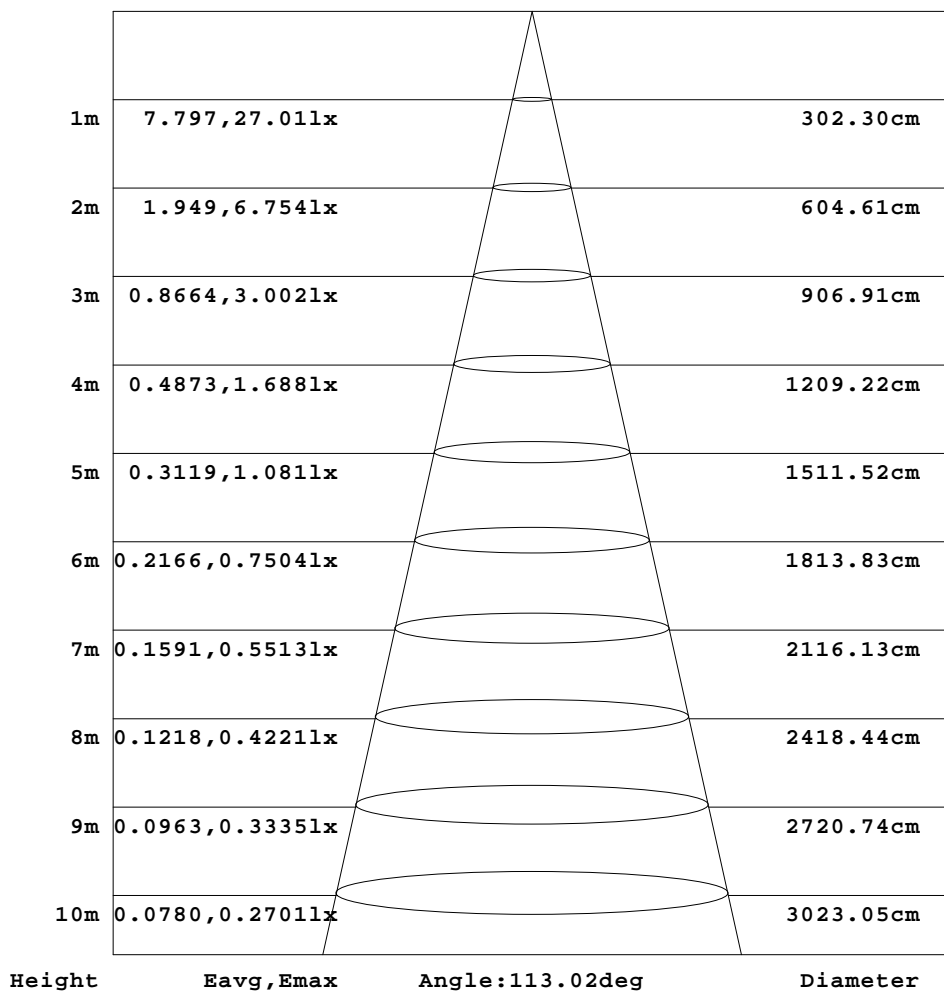 1m 7.797,27.01lx 302.30cm
2m 1.949,6.754lx 604.61cm
3m 0.8664,3.002lx 906.91cm
4m 0.4873,1.688lx 1209.22cm
5m 0.3119,1.081lx 1511.52cm
6m 0.2166,0.7504lx 1813.83cm
7m 0.1591,0.5513lx 2116.13cm
8m 0.1218,0.4221lx 2418.44cm
9m 0.0963,0.3335lx 2720.74cm
10m 0.0780,0.2701lx 3023.05cm
Height Eavg,Emax Angle:113.02deg Diameter